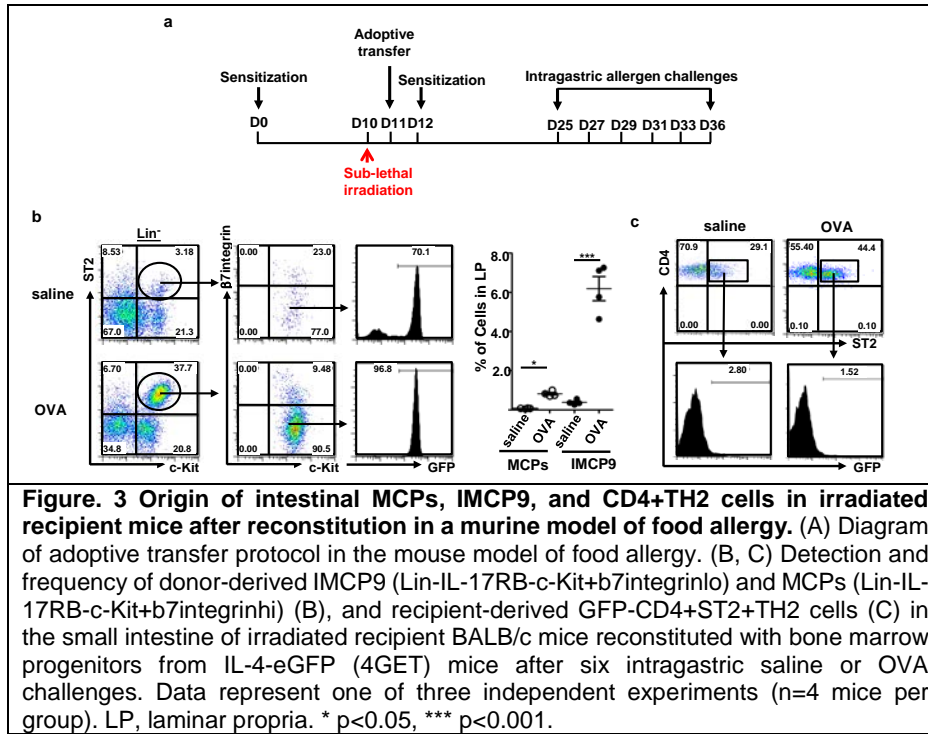 a
Adoptive
transfer
Sensitization
Sensitization
Intragastric allergen challenges
D0
D10
D11
D12
D25
D27
D29
D31
D33
D36
Sub-lethal
irradiation
b
Lin-
ST2
8.53
3.18
saline
67.0
21.3
β7integrin
0.00
23.0
0.00
77.0
70.1
6.70
37.7
OVA
34.8
20.8
c-Kit
0.00
9.48
0.00
90.5
c-Kit
96.8
GFP
% of Cells in LP
8.0
6.0
4.0
2.0
*
***
saline
OVA
saline
OVA
MCPs
IMCP9
c
saline
OVA
CD4
70.9
29.1
0.00
0.00
55.40
44.4
0.10
0.10
ST2
2.80
1.52
GFP
Figure. 3 Origin of intestinal MCPs, IMCP9, and CD4+TH2 cells in irradiated
recipient mice after reconstitution in a murine model of food allergy. (A) Diagram
of adoptive transfer protocol in the mouse model of food allergy. (B, C) Detection and
frequency of donor-derived IMCP9 (Lin-IL-17RB-c-Kit+b7integrinlo) and MCPs (Lin-IL-
17RB-c-Kit+b7integrinhi) (B), and recipient-derived GFP-CD4+ST2+TH2 cells (C) in
the small intestine of irradiated recipient BALB/c mice reconstituted with bone marrow
progenitors from IL-4-eGFP (4GET) mice after six intragastric saline or OVA
challenges. Data represent one of three independent experiments (n=4 mice per
group). LP, laminar propria. * p<0.05, *** p<0.001.